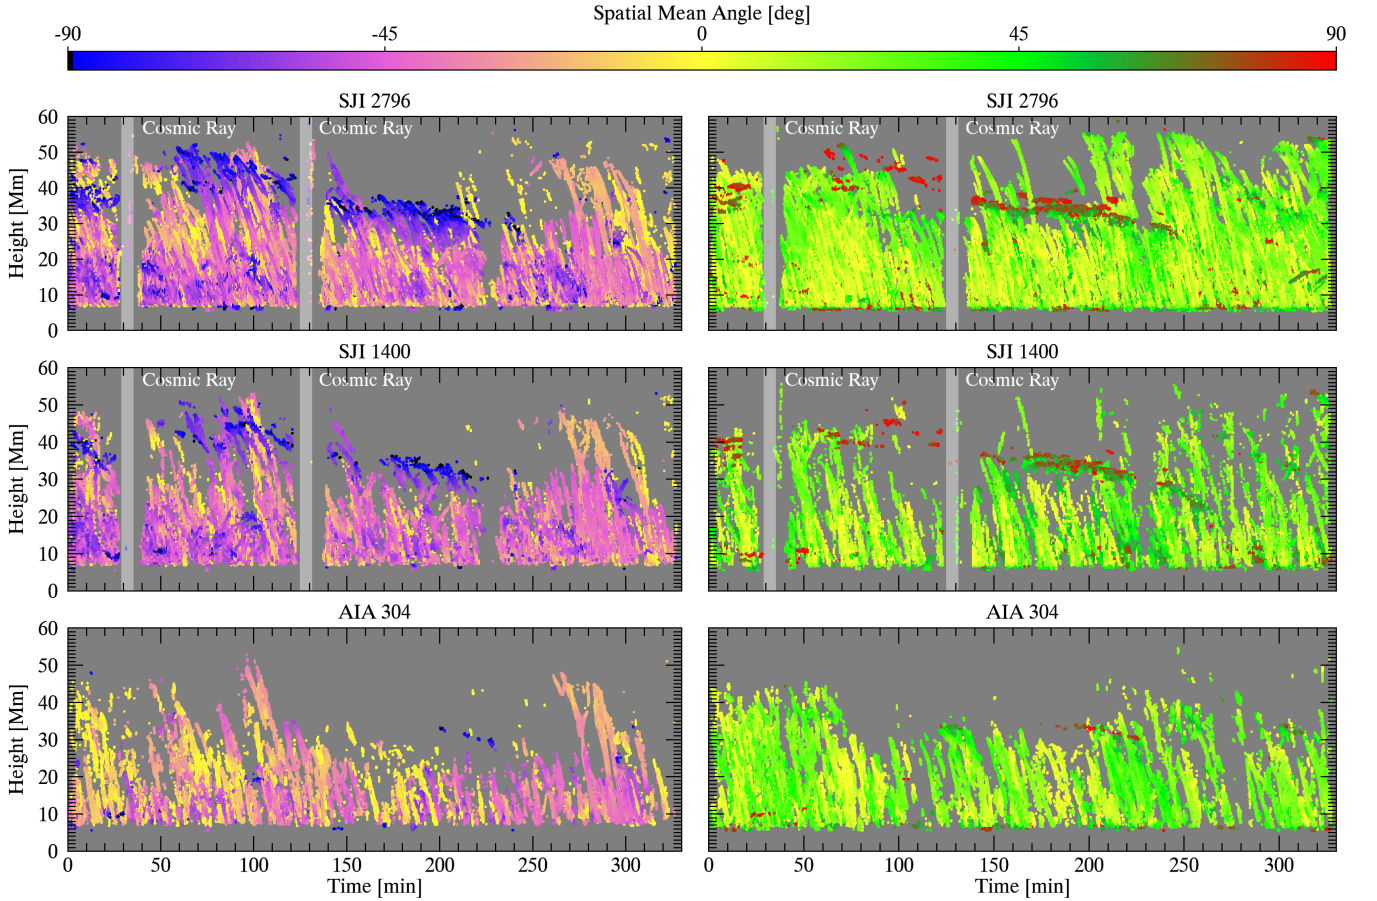 Spatial Mean Angle [deg]
-90 -45 0 45 90
SJI 2796 SJI 2796
Cosmic Ray Cosmic Ray Cosmic Ray Cosmic Ray
60
50
40
30
20
10
0
Height [Mm]
SJI 1400 SJI 1400
Cosmic Ray Cosmic Ray Cosmic Ray Cosmic Ray
60
50
40
30
20
10
0
Height [Mm]
AIA 304 AIA 304
60
50
40
30
20
10
0
Height [Mm]
0 50 100 150 200 250 300 0 50 100 150 200 250 300
Time [min] Time [min]